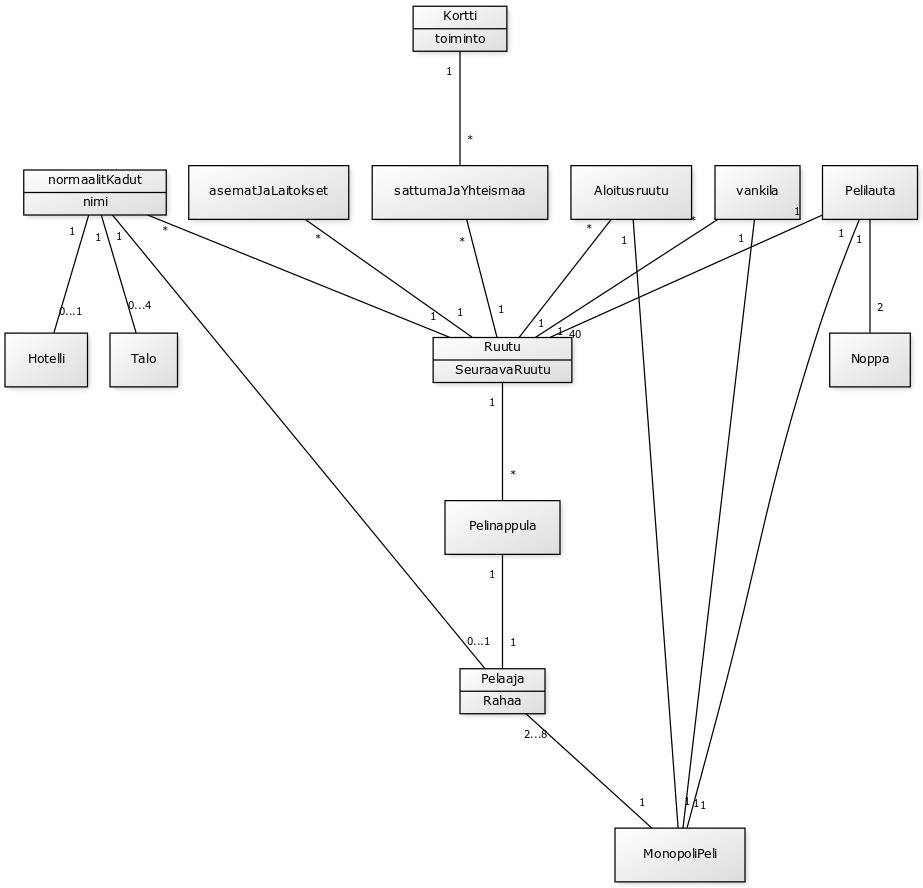 Kortti
toiminto
1
*
normaalitKadut
nimi
asematJaLaitokset
sattumaJaYhteismaa
Aloitusruutu
vankila
Pelilauta
1
1
1
*
*
*
*
1
*
1
1
1
1
0...1
0...4
1
1
1
1
1
40
2
Hotelli
Talo
Ruutu
SeuraavaRuutu
Noppa
1
*
Pelinappula
1
0...1
1
Pelaaja
Rahaa
2...8
1
1
1
1
MonopoliPeli